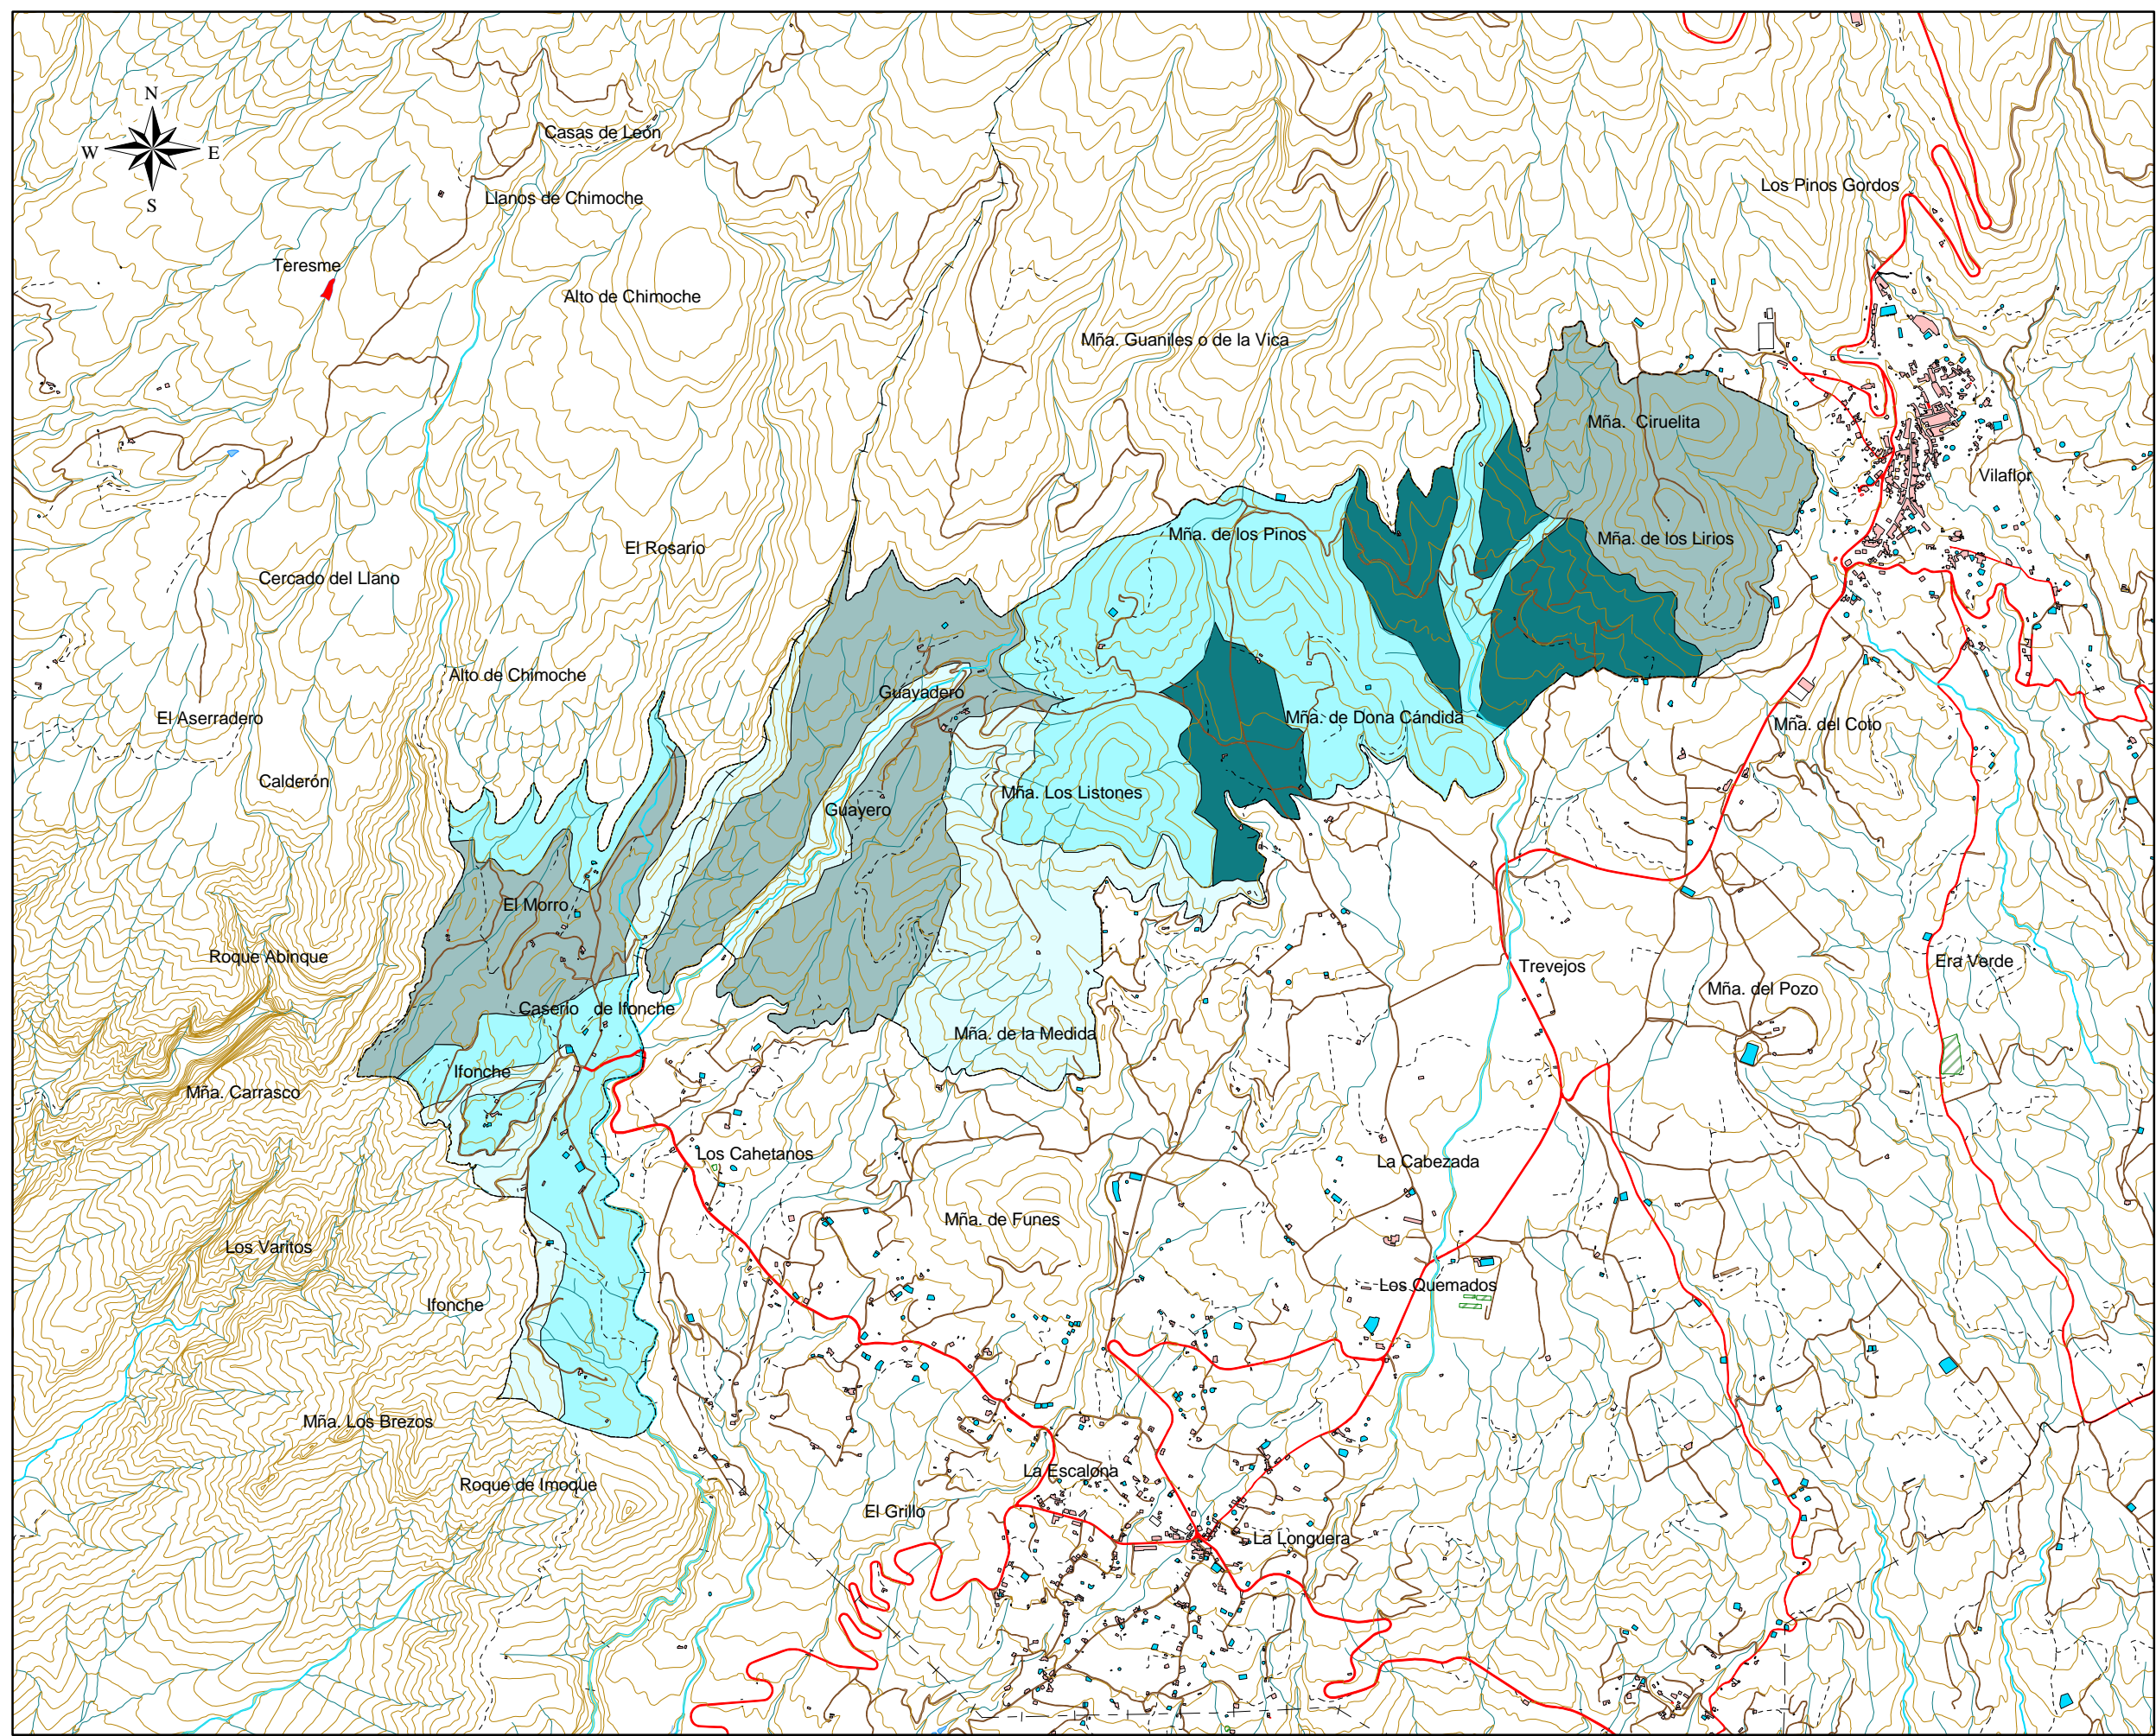 N
Casas de León
W
E
Los Pinos Gordos
Llanos de Chimoche
S
Teresme
Alto de Chimoche
Mña. Guaniles o de la Vica
Mña. Ciruelita
Vilaflor
Mña. de los Pinos
Mña. de los Lirios
El Rosario
Cercado del Llano
Alto de Chimoche
Guayadero
El Aserradero
Mña. de Dona Cándida
Mña. del Coto
Calderón
Mña. Los Listones
Guayero
El Morro
Roque Abinque
Era Verde
Trevejos
Mña. del Pozo
Caserio de Ifonche
Mña. de la Medida
Ifonche
Mña. Carrasco
Los Cahetanos
La Cabezada
Mña. de Funes
Los Varitos
Los Quemados
Ifonche
Mña. Los Brezos
La Escalona
Roque de Imoque
El Grillo
La Longuera